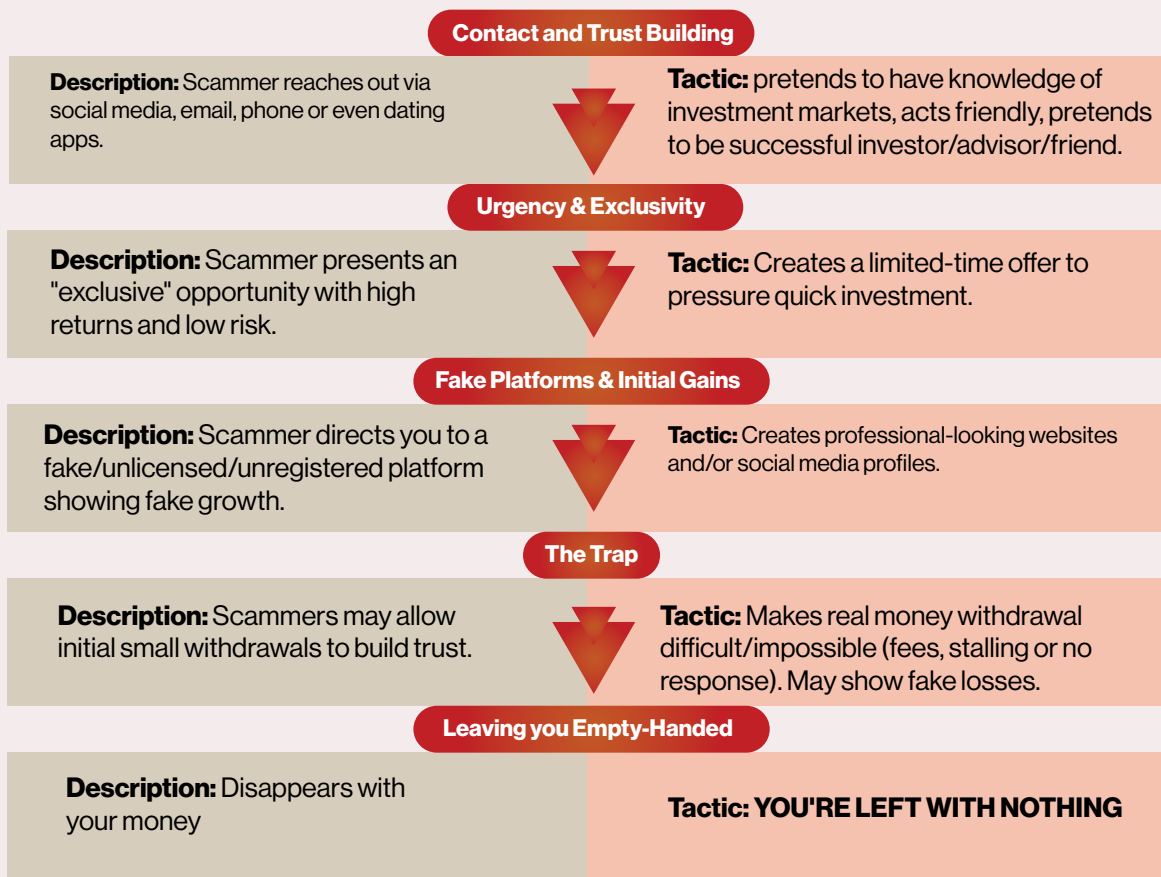 Contact and Trust Building
Description: Scammer reaches out via
social media, email, phone or even dating
apps.
Tactic: pretends to have knowledge of
investment markets, acts friendly, pretends
to be successful investor/advisor/friend.
Urgency & Exclusivity
Description: Scammer presents an
"exclusive" opportunity with high
returns and low risk.
Tactic: Creates a limited-time offer to
pressure quick investment.
Fake Platforms & Initial Gains
Description: Scammer directs you to a
fake/unlicensed/unregistered platform
showing fake growth.
Tactic: Creates professional-looking websites
and/or social media profiles.
The Trap
Description: Scammers may allow
initial small withdrawals to build trust.
Tactic: Makes real money withdrawal
difficult/impossible (fees, stalling or no
response). May show fake losses.
Leaving you Empty-Handed
Description: Disappears with
your money
Tactic: YOU'RE LEFT WITH NOTHING